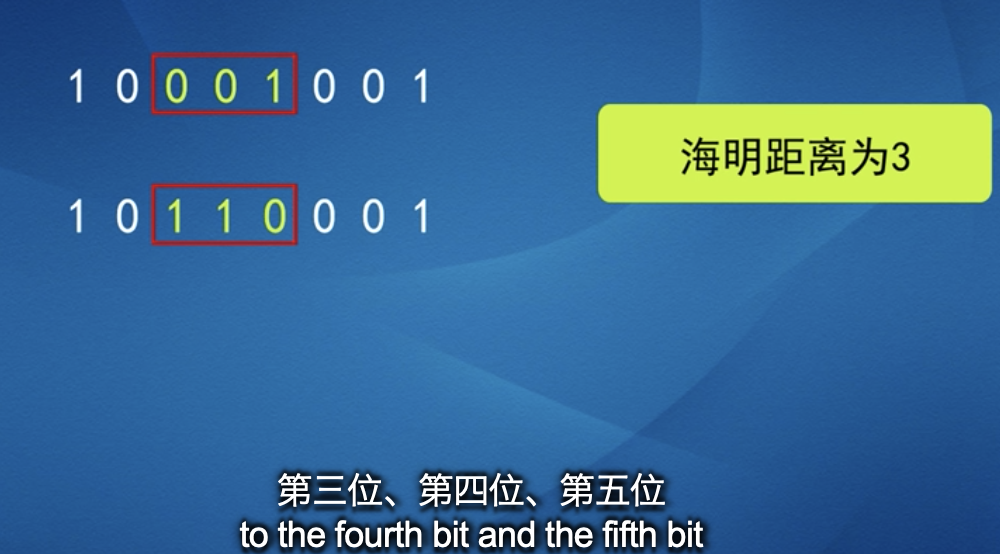 1 0 0 0 1 0 0 1
海明距离为3
1 0 1 1 0 0 0 1
第三位、第四位、第五位
to the fourth bit and the fifth bit